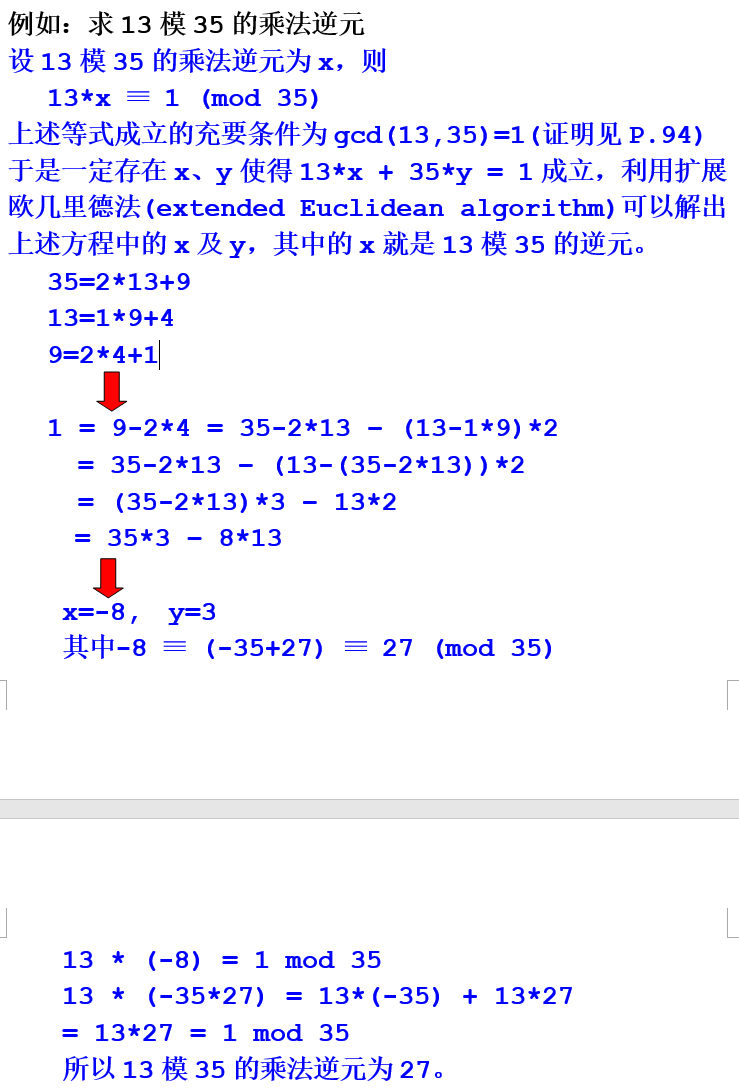 例如：求 13 模 35 的乘法逆元
设 13 模 35 的乘法逆元为 x，则
13*x ≡ 1 (mod 35)
上述等式成立的充要条件为 gcd(13,35)=1(证明见 P.94)
于是一定存在 x、y 使得 13*x + 35*y = 1 成立，利用扩展
欧几里德法(extended Euclidean algorithm)可以解出
上述方程中的 x 及 y，其中的 x 就是 13 模 35 的逆元。
35=2*13+9
13=1*9+4
9=2*4+1
1 = 9-2*4 = 35-2*13 – (13-1*9)*2
= 35-2*13 – (13-(35-2*13))*2
= (35-2*13)*3 – 13*2
= 35*3 – 8*13
x=-8, y=3
其中-8 ≡ (-35+27) ≡ 27 (mod 35)
13 * (-8) = 1 mod 35
13 * (-35*27) = 13*(-35) + 13*27
= 13*27 = 1 mod 35
所以 13 模 35 的乘法逆元为 27。